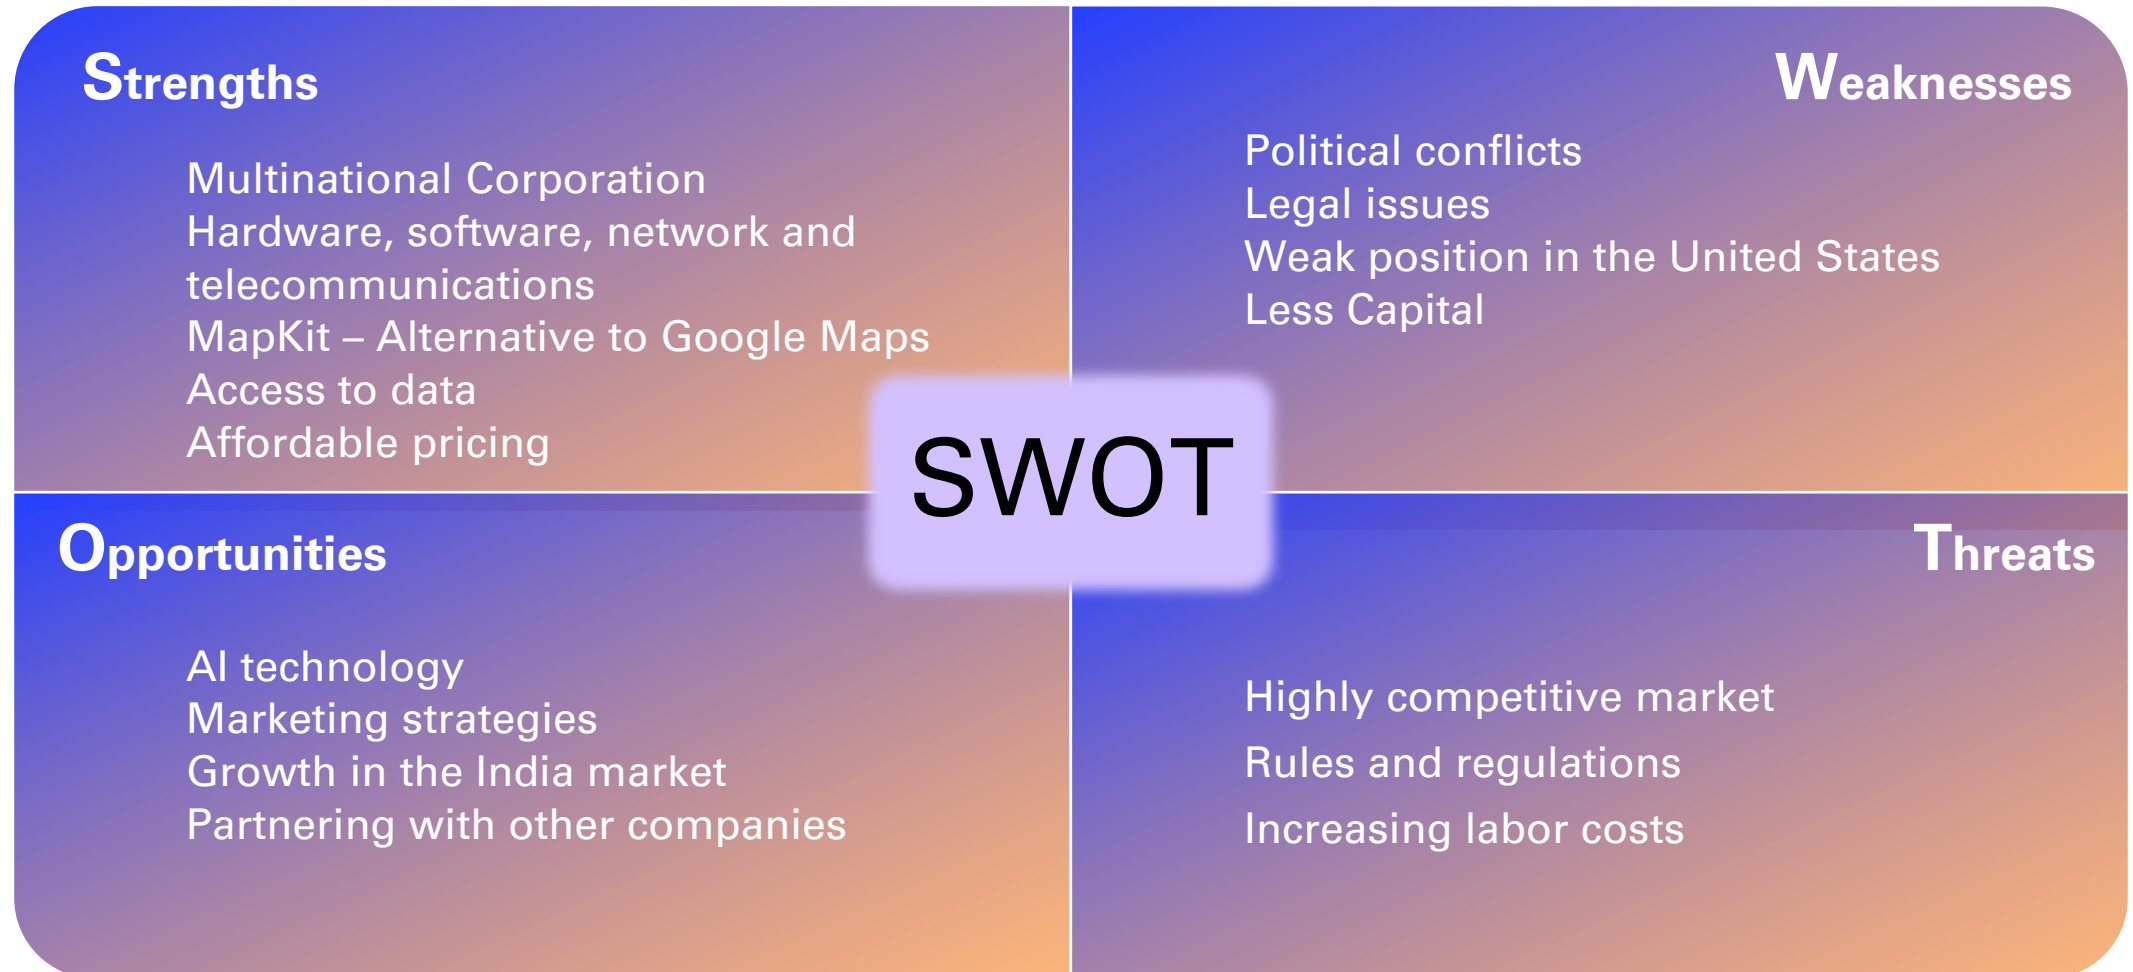 Strengths
Multinational Corporation
Hardware, software, network and
telecommunications
MapKit – Alternative to Google Maps
Access to data
Affordable pricing
Weaknesses
Political conflicts
Legal issues
Weak position in the United States
Less Capital
SWOT
Opportunities
AI technology
Marketing strategies
Growth in the India market
Partnering with other companies
Threats
Highly competitive market
Rules and regulations
Increasing labor costs